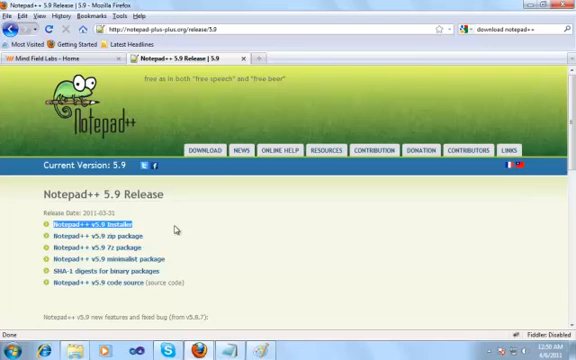 Notepad++ 5.9 Release | 5.9 - Mozilla Firefox
File Edit View History Bookmarks Tools Help
http://notepad-plus-plus.org/release/5.9
download notepad++
Most Visited Getting Started Latest Headlines
Mind Field Labs - Home
Notepad++ 5.9 Release | 5.9
free as in both "free speech" and "free beer"
Notepad++
DOWNLOAD NEWS ONLINE HELP RESOURCES CONTRIBUTION DONATION CONTRIBUTORS LINKS
Current Version: 5.9
Notepad++ 5.9 Release
Release Date: 2011-03-31
Notepad++ v5.9 Installer
Notepad++ v5.9 zip package
Notepad++ v5.9 7z package
Notepad++ v5.9 minimalist package
SHA-1 digests for binary packages
Notepad++ v5.9 code source (source code)
Notepad++ v5.9 new features and fixed bug (from v5.8.7):
Done
Fiddler: Disabled
12:50 AM
4/6/2011